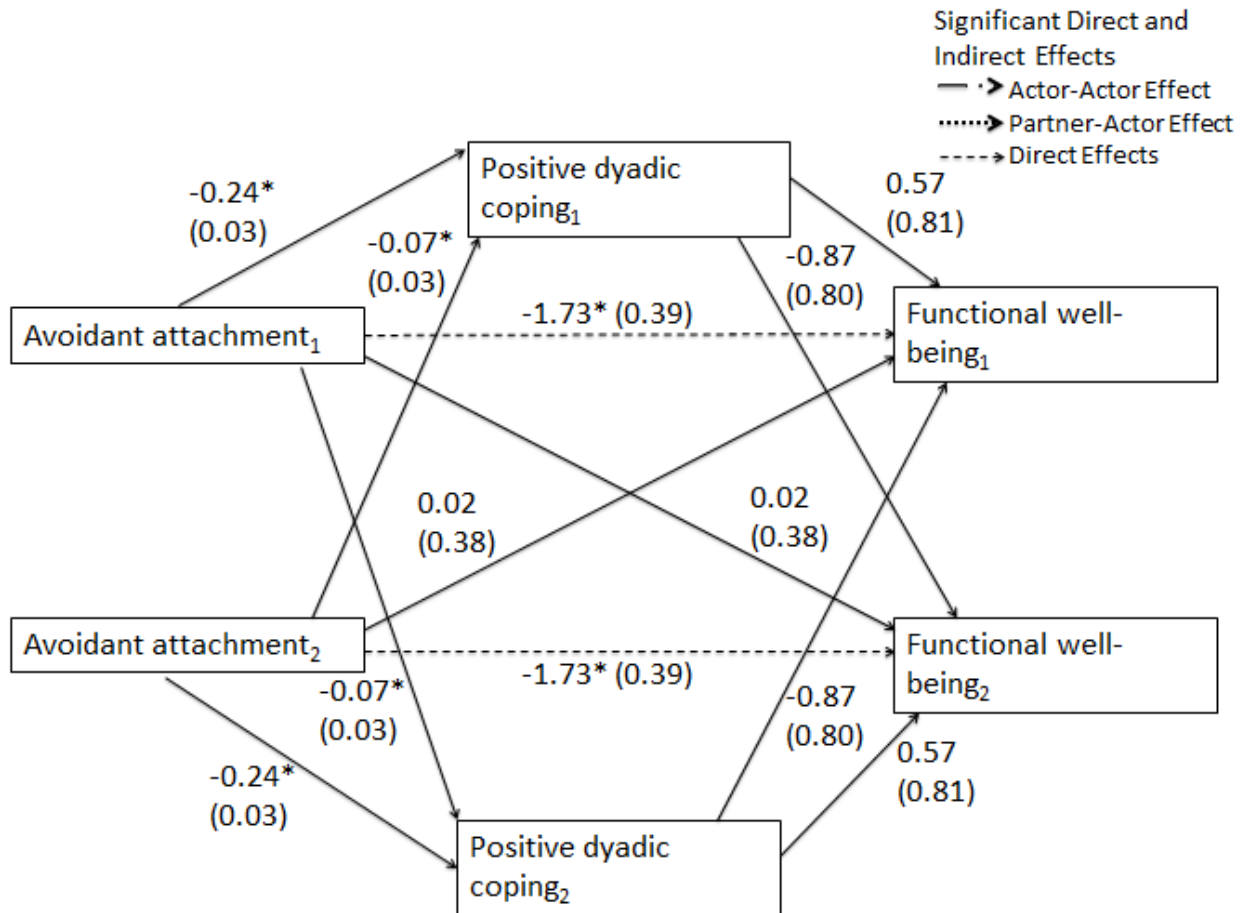 Significant Direct and
Indirect Effects
Actor-Actor Effect
Partner-Actor Effect
Direct Effects
Positive dyadic
coping₁
-0.24*
(0.03)
-0.07*
(0.03)
0.57
(0.81)
-0.87
(0.80)
Avoidant attachment₁
-1.73* (0.39)
Functional well-
being₁
0.02
(0.38)
0.02
(0.38)
Avoidant attachment₂
-1.73* (0.39)
Functional well-
being₂
-0.07*
(0.03)
-0.87
(0.80)
-0.24*
(0.03)
0.57
(0.81)
Positive dyadic
coping₂